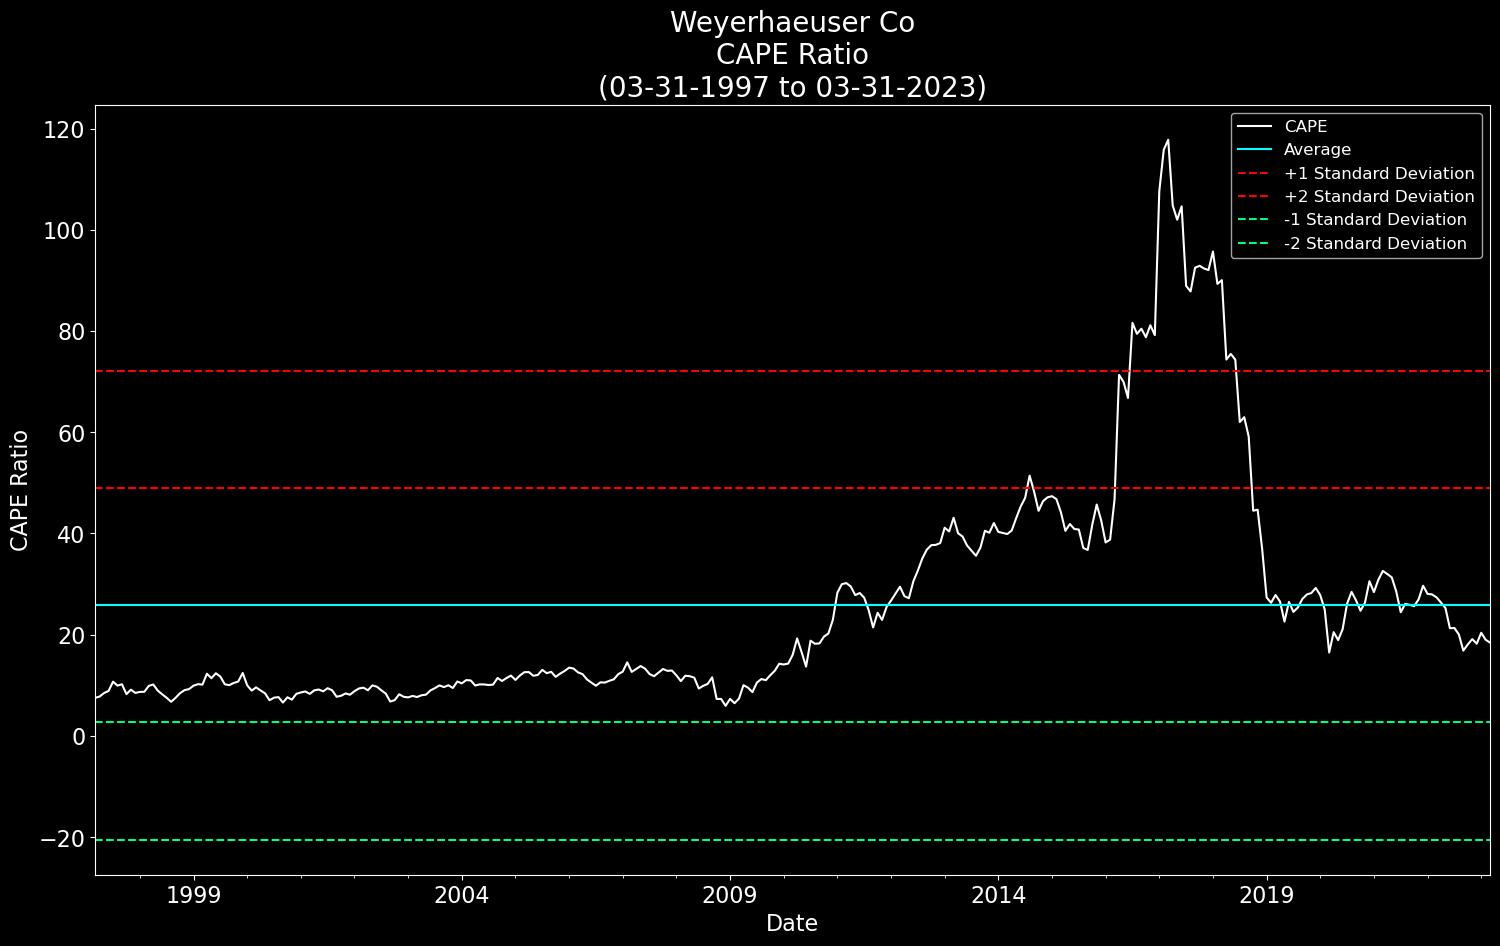 Weyerhaeuser Co
CAPE Ratio
(03-31-1997 to 03-31-2023)
CAPE
Average
+1 Standard Deviation
+2 Standard Deviation
-1 Standard Deviation
-2 Standard Deviation
CAPE Ratio
120
100
80
60
40
20
0
−20
1999
2004
2009
2014
2019
Date